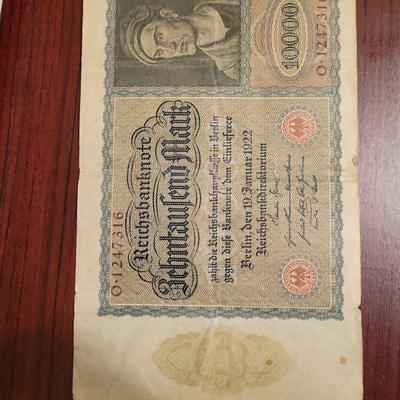 10000
O·1247316
Reichsbanknote
Zehntausend Mark
zahlt die Reichsbankhauptkasse in Berlin
gegen diese Banknote dem Einlieferer
Berlin, den 19. Januar 1922
Reichsbankdirektorium
O·1247316